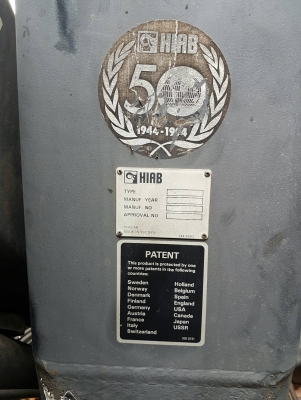 HIAB
50
1944-1994
HIAB
TYPE
MANUF. YEAR
MANUF. NO
APPROVAL NO
PATENT
This product is protected by one
or more patents in the following
countries:
Sweden Holland
Norway Belgium
Denmark Spain
Finland England
Germany USA
Austria Canada
France Japan
Italy USSR
Switzerland